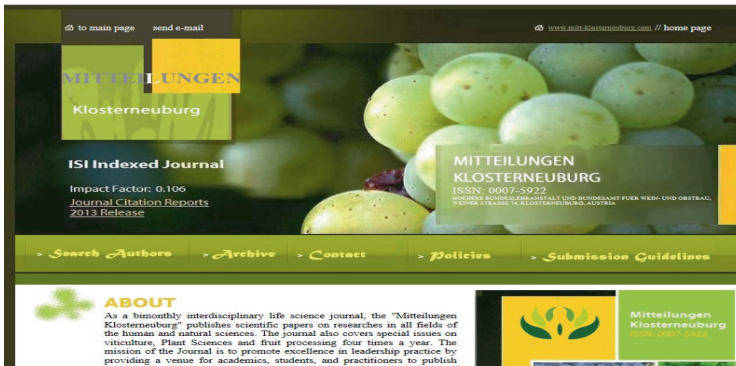 to main page send e-mail
www.mitt-klosterneuburg.com // home page
MITTEILUNGEN
Klosterneuburg
ISI Indexed Journal
Impact Factor: 0.106
Journal Citation Reports
2013 Release
MITTEILUNGEN
KLOSTERNEUBURG
ISSN: 0007-5922
HOEHERE BUNDESLEHRANSTALT UND BUNDESAMT FUER WEIN- UND OBSTBAU,
WEINER STRASSE 74, KLOSTERNEUBURG, AUSTRIA
> Search Authors > Archive > Contact > Policies > Submission Guidelines
ABOUT
As a bimonthly interdisciplinary life science journal, the "Mitteilungen
Klosterneuburg" publishes scientific papers on researches in all fields of
the human and natural sciences. The journal also covers special issues on
viticulture, Plant Sciences and fruit processing four times a year. The
mission of the Journal is to promote excellence in leadership practice by
providing a venue for academics, students, and practitioners to publish
Mitteilungen
Klosterneuburg
ISSN: 0007-5922